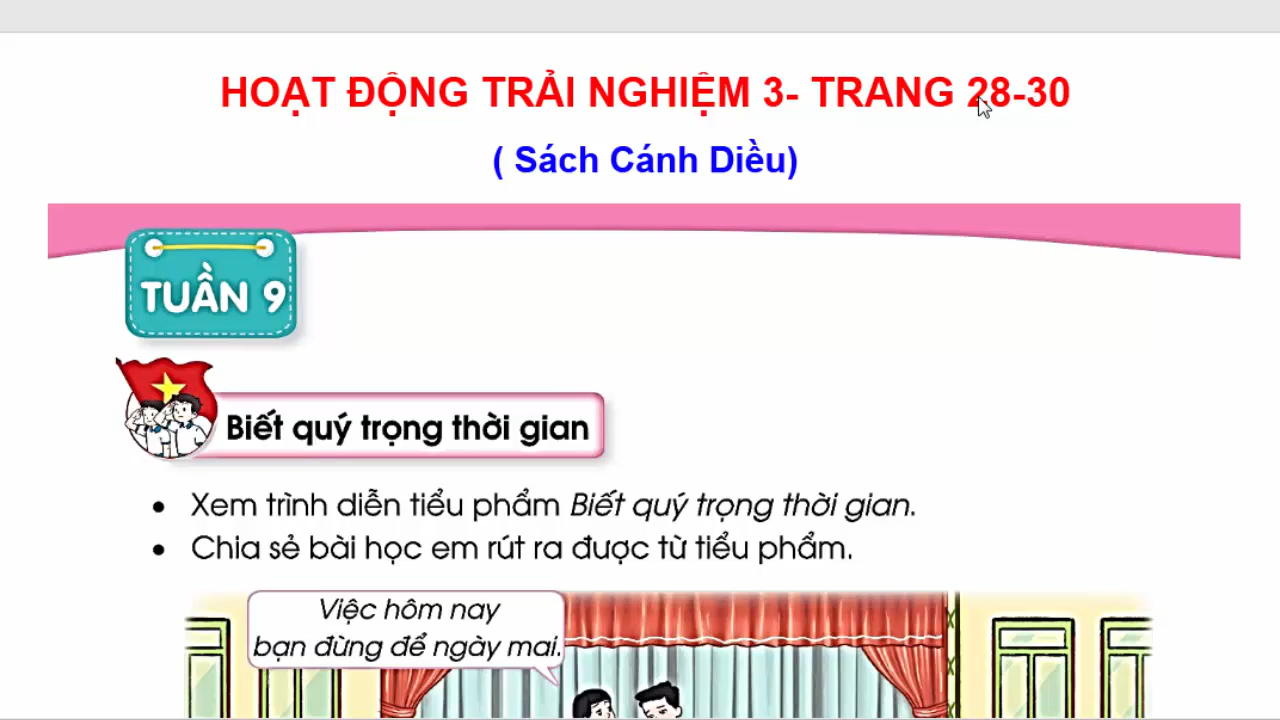 HOẠT ĐỘNG TRẢI NGHIỆM 3- TRANG 28-30
( Sách Cánh Diều)
TUẦN 9
Biết quý trọng thời gian
• Xem trình diễn tiểu phẩm Biết quý trọng thời gian.
• Chia sẻ bài học em rút ra được từ tiểu phẩm.
Việc hôm nay
bạn đừng để ngày mai.